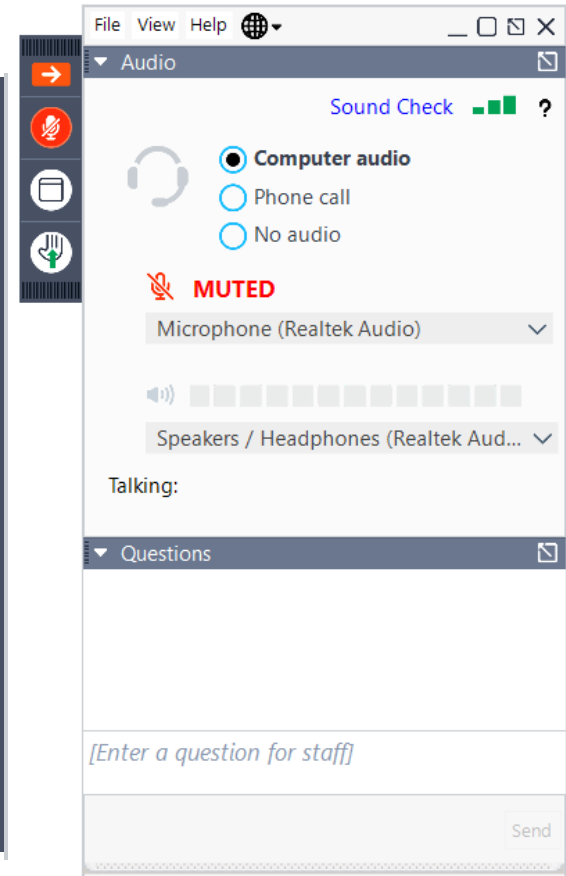 File View Help
Audio
Sound Check ?
Computer audio
Phone call
No audio
MUTED
Microphone (Realtek Audio)
Speakers / Headphones (Realtek Aud...
Talking:
Questions
[Enter a question for staff]
Send